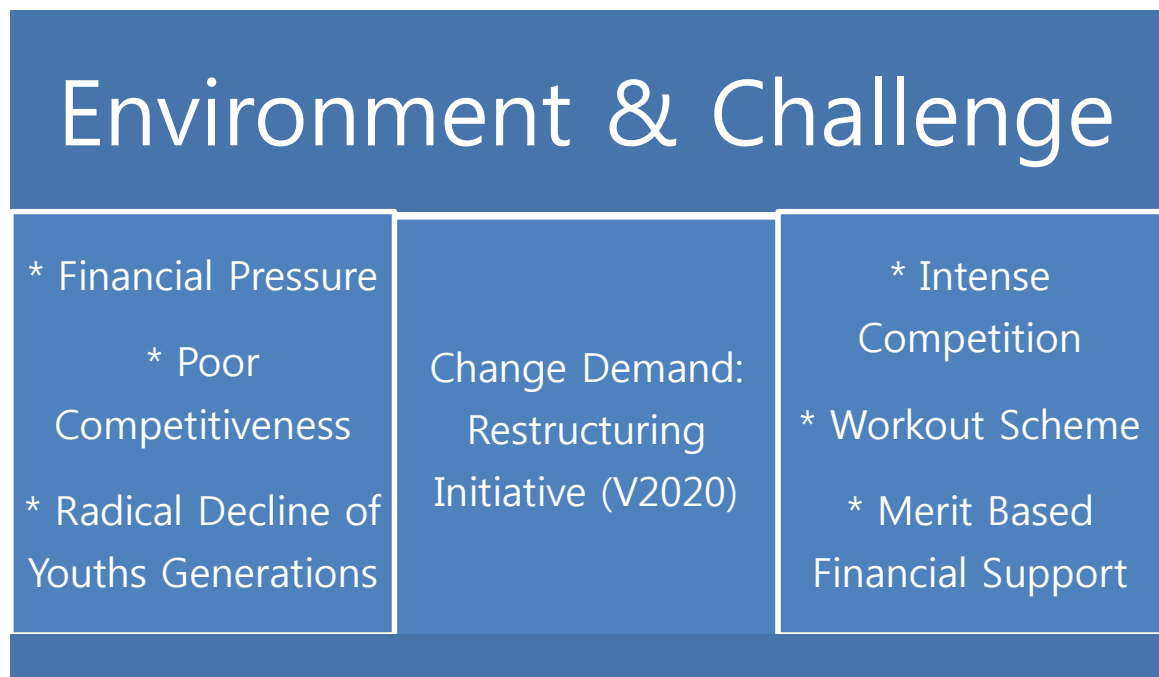 Environment & Challenge
* Financial Pressure
* Poor
Competitiveness
* Radical Decline of
Youths Generations
Change Demand:
Restructuring
Initiative (V2020)
* Intense
Competition
* Workout Scheme
* Merit Based
Financial Support